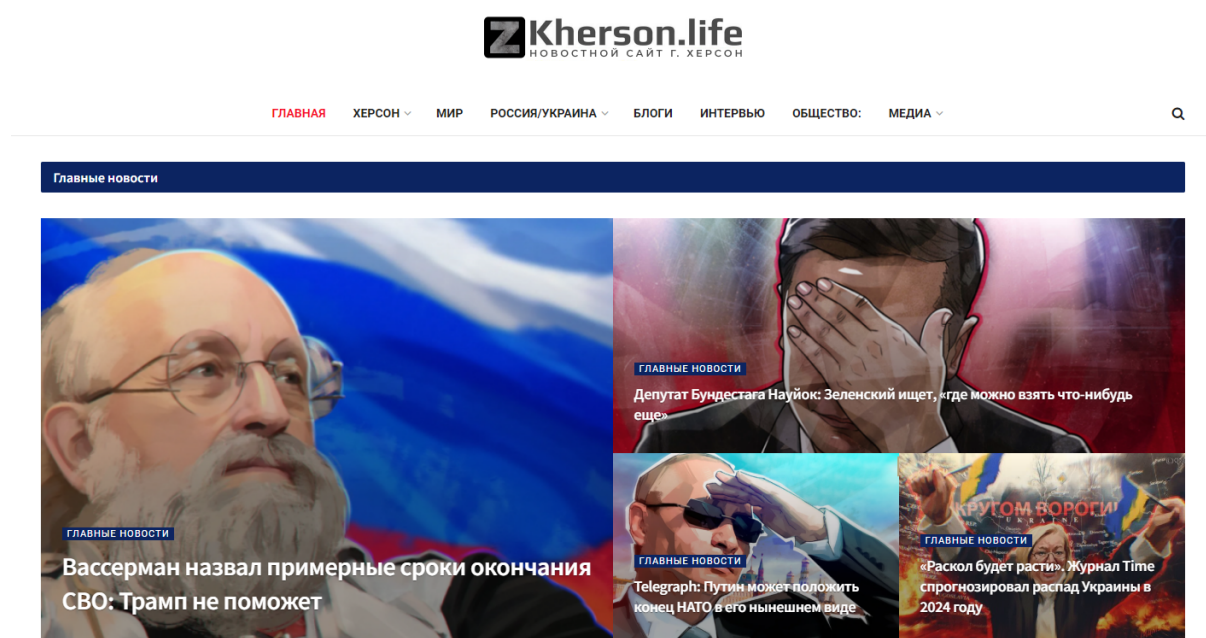 Z Kherson.life
НОВОСТНОЙ САЙТ Г. ХЕРСОН
ГЛАВНАЯ ХЕРСОН МИР РОССИЯ/УКРАИНА БЛОГИ ИНТЕРВЬЮ ОБЩЕСТВО: МЕДИА
Главные новости
ГЛАВНЫЕ НОВОСТИ
Вассерман назвал примерные сроки окончания
СВО: Трамп не поможет
ГЛАВНЫЕ НОВОСТИ
Депутат Бундестага Науйок: Зеленский ищет, «где можно взять что-нибудь
еще»
ГЛАВНЫЕ НОВОСТИ
Telegraph: Путин может положить
конец НАТО в его нынешнем виде
КРУГОМ ВОРОГИ!
UKRAINE
ГЛАВНЫЕ НОВОСТИ
«Раскол будет расти». Журнал Time
спрогнозировал распад Украины в
2024 году